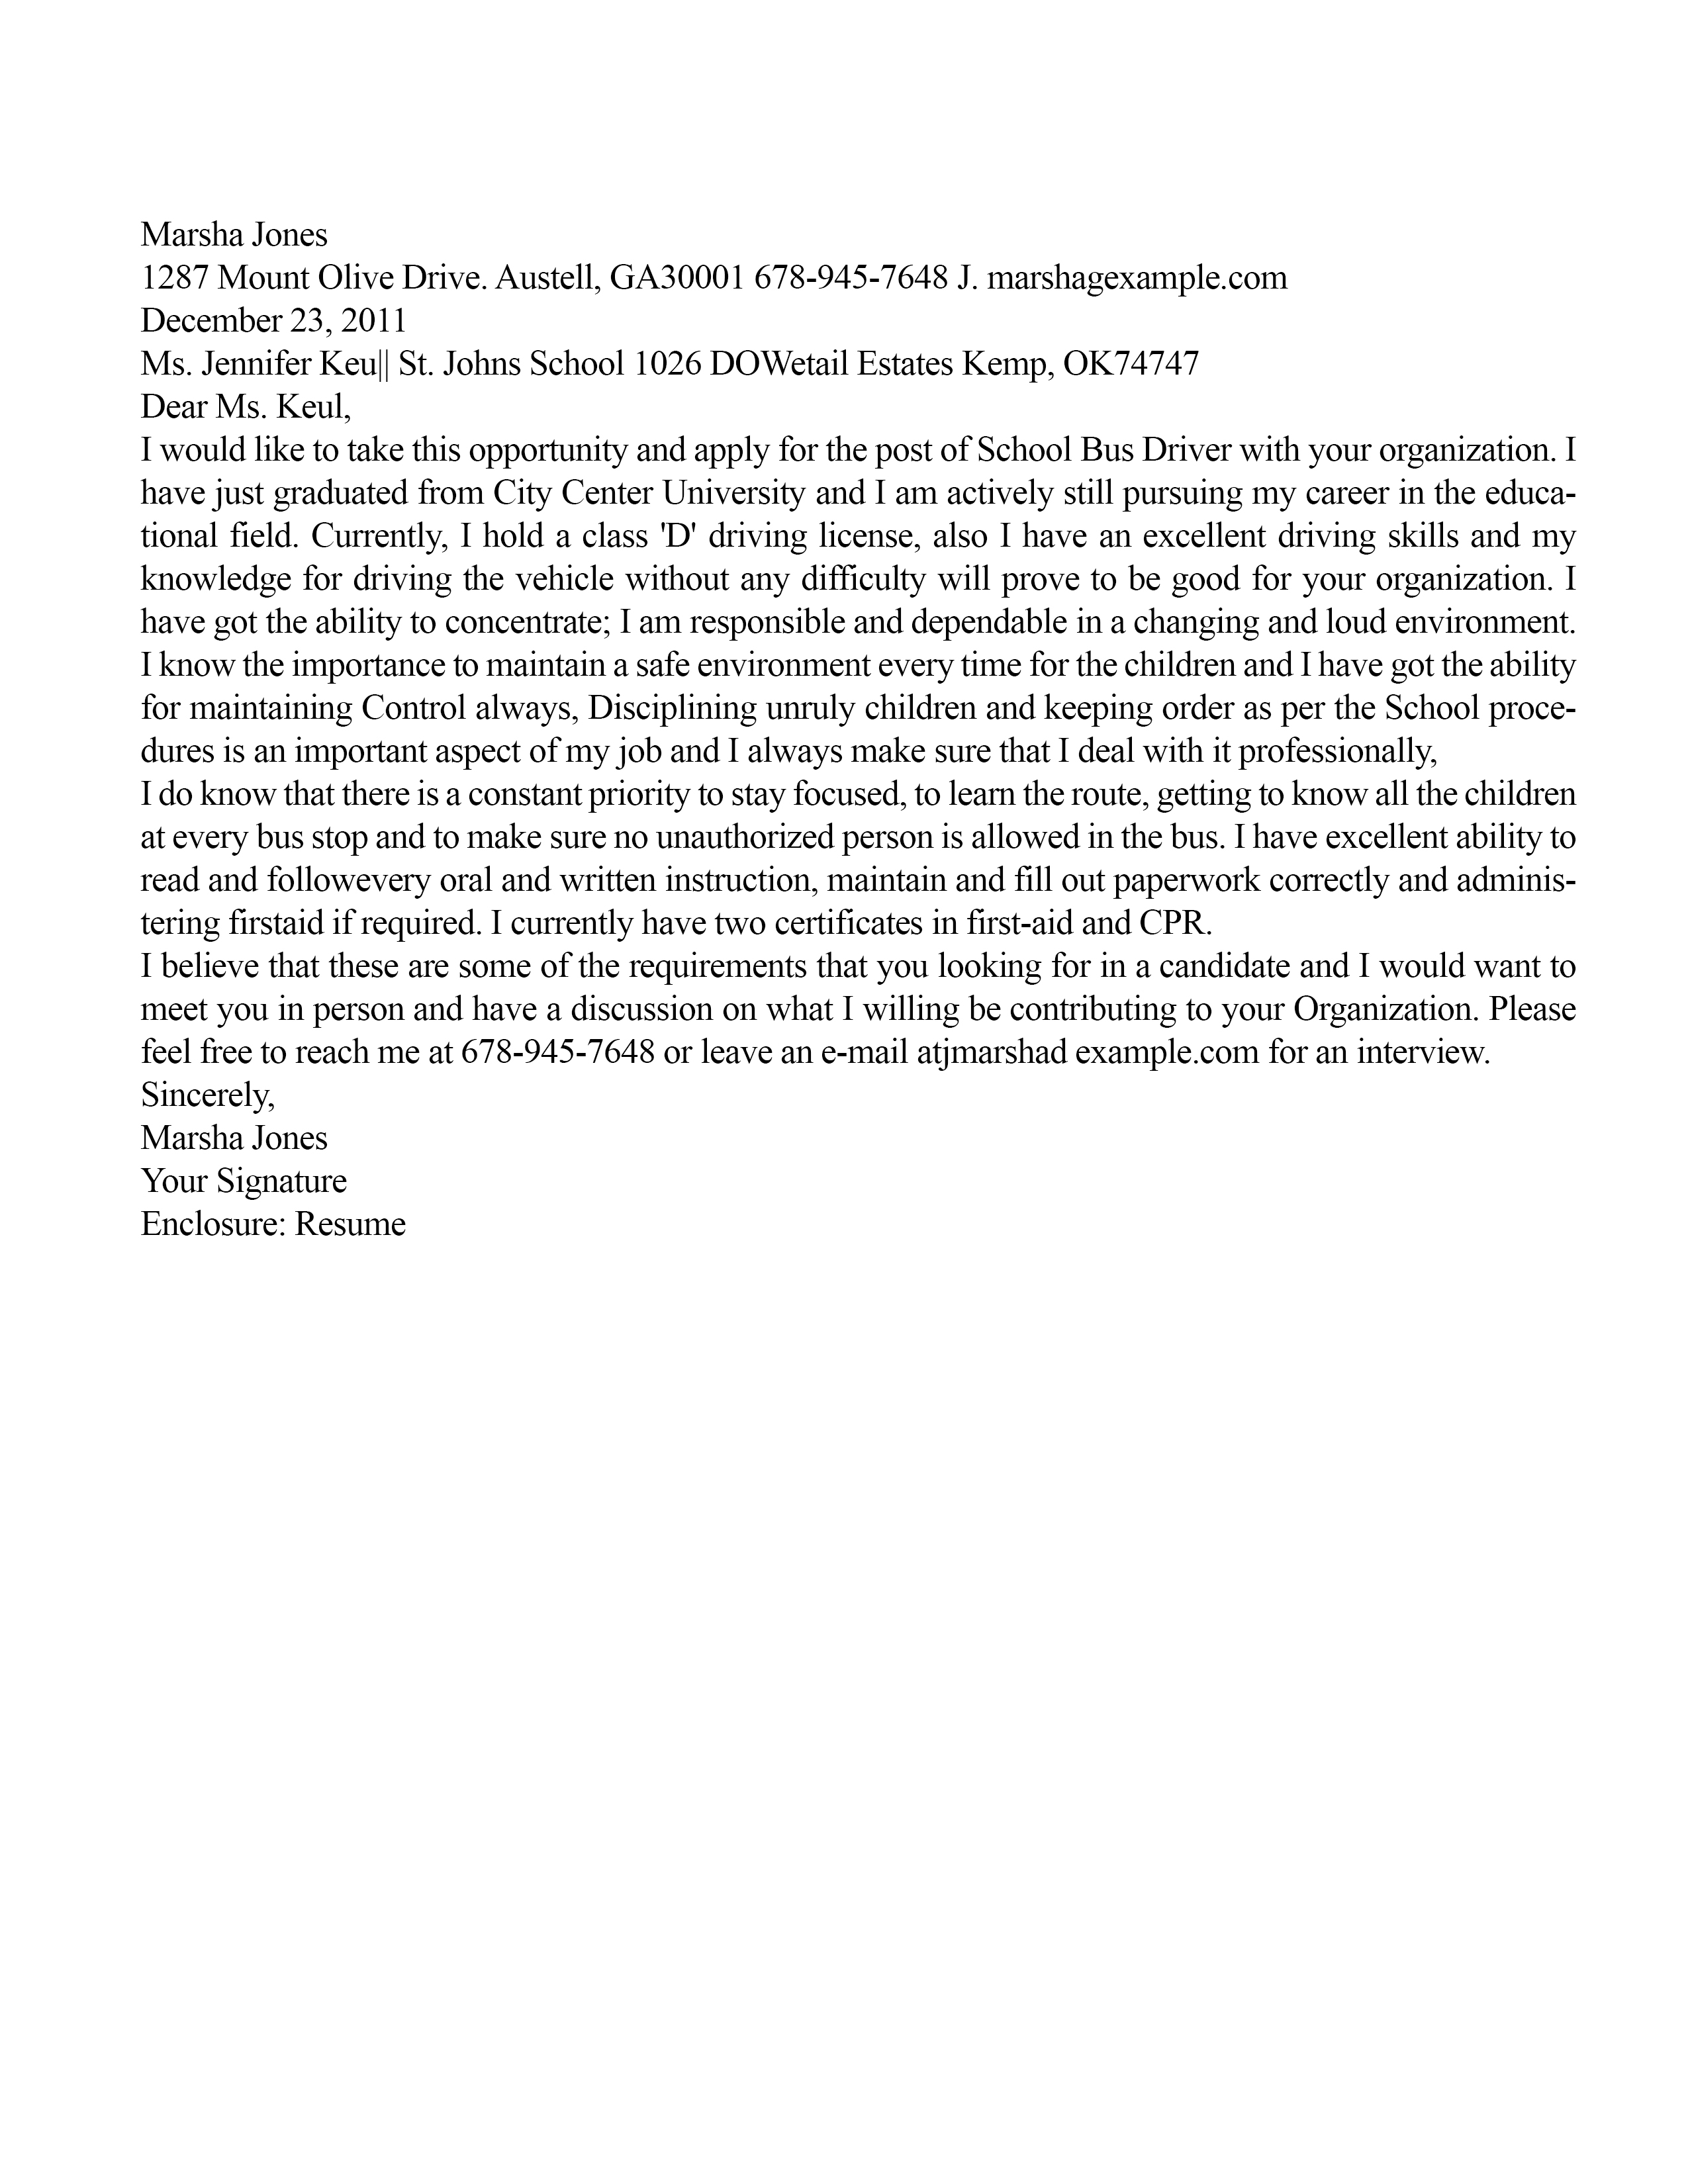 Marsha Jones
1287 Mount Olive Drive. Austell, GA30001 678-945-7648 J. marshagexample.com
December 23, 2011
Ms. Jennifer Keu|| St. Johns School 1026 DOWetail Estates Kemp, OK74747
Dear Ms. Keul,
I would like to take this opportunity and apply for the post of School Bus Driver with your organization. I
have just graduated from City Center University and I am actively still pursuing my career in the educa-
tional field. Currently, I hold a class 'D' driving license, also I have an excellent driving skills and my
knowledge for driving the vehicle without any difficulty will prove to be good for your organization. I
have got the ability to concentrate; I am responsible and dependable in a changing and loud environment.
I know the importance to maintain a safe environment every time for the children and I have got the ability
for maintaining Control always, Disciplining unruly children and keeping order as per the School proce-
dures is an important aspect of my job and I always make sure that I deal with it professionally,
I do know that there is a constant priority to stay focused, to learn the route, getting to know all the children
at every bus stop and to make sure no unauthorized person is allowed in the bus. I have excellent ability to
read and followevery oral and written instruction, maintain and fill out paperwork correctly and adminis-
tering firstaid if required. I currently have two certificates in first-aid and CPR.
I believe that these are some of the requirements that you looking for in a candidate and I would want to
meet you in person and have a discussion on what I willing be contributing to your Organization. Please
feel free to reach me at 678-945-7648 or leave an e-mail atjmarshad example.com for an interview.
Sincerely,
Marsha Jones
Your Signature
Enclosure: Resume